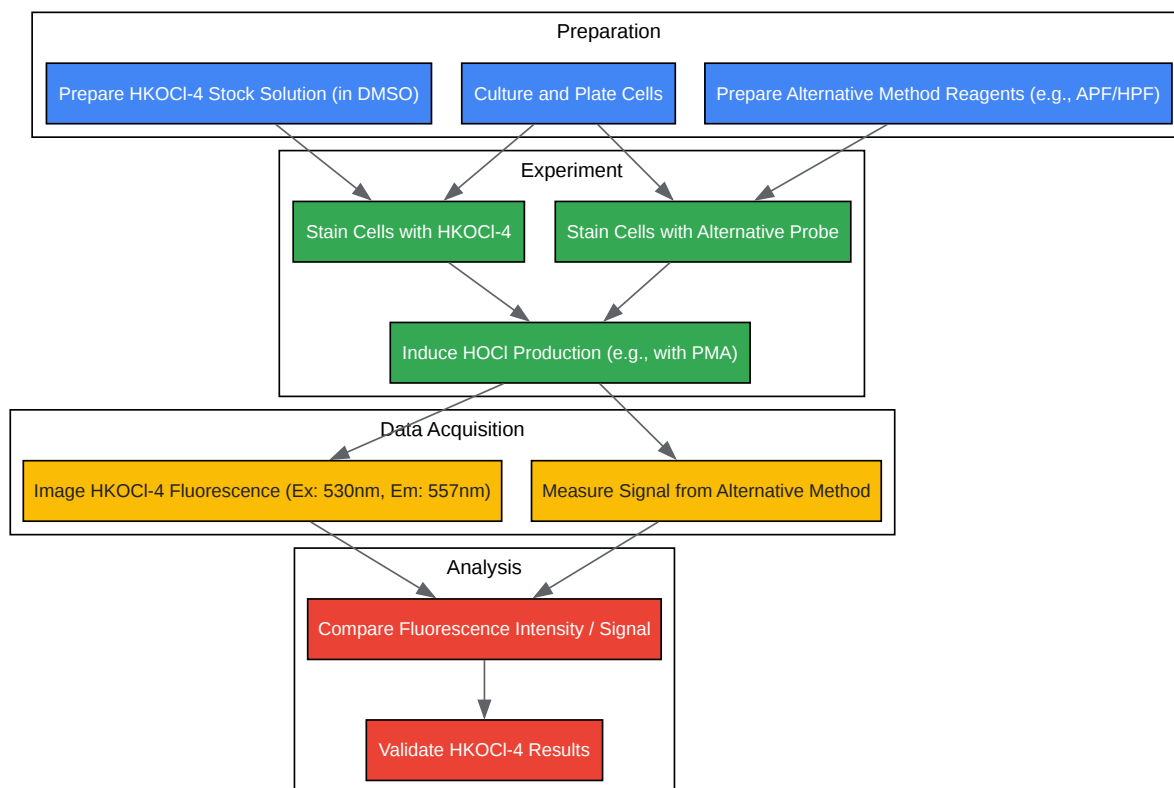 Preparation
Prepare HKOCl-4 Stock Solution (in DMSO)
Culture and Plate Cells
Prepare Alternative Method Reagents (e.g., APF/HPF)
Experiment
Stain Cells with HKOCl-4
Stain Cells with Alternative Probe
Induce HOCl Production (e.g., with PMA)
Data Acquisition
Image HKOCl-4 Fluorescence (Ex: 530nm, Em: 557nm)
Measure Signal from Alternative Method
Analysis
Compare Fluorescence Intensity / Signal
Validate HKOCl-4 Results